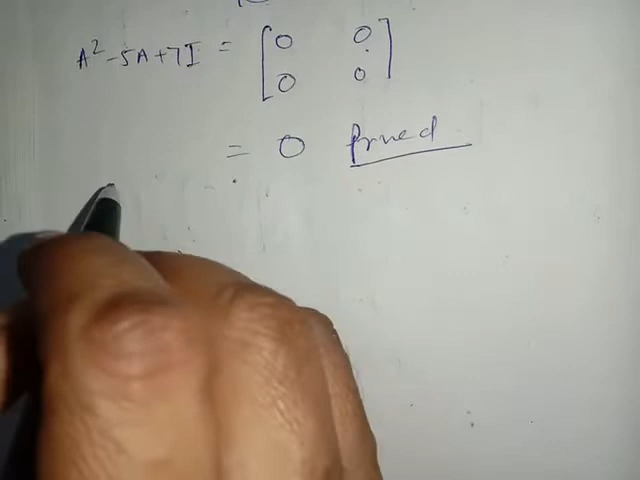 A² - 5A + 7I = [0 0
0 0]
= 0 Proved